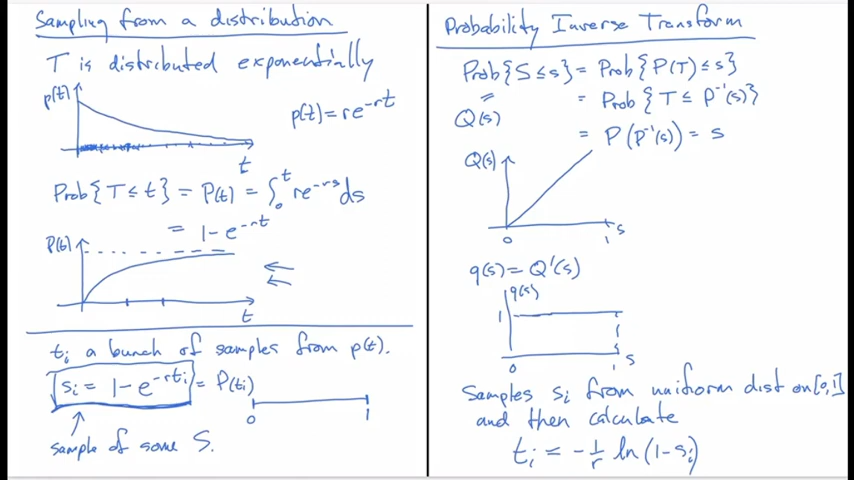 Sampling from a distribution
T is distributed exponentially
p(t)
p(t) = re^-rt
t
Prob{T ≤ t} = P(t) = ∫₀ᵗ re^-rs ds
= 1 - e^-rt
P(t)
t
t_i a bunch of samples from p(t).
s_i = 1 - e^-rt_i = P(t_i)
0 1
sample of some S.
Probability Inverse Transform
Prob{S ≤ s} = Prob{P(T) ≤ s}
= = Prob{T ≤ P^-1(s)}
Q(s)
= P(P^-1(s)) = s
Q(s)
0 1 s
q(s) = Q'(s)
q(s)
1
0 1 s
Samples s_i from uniform dist on [0,1]
and then calculate
t_i = -1/r ln(1 - s_i)